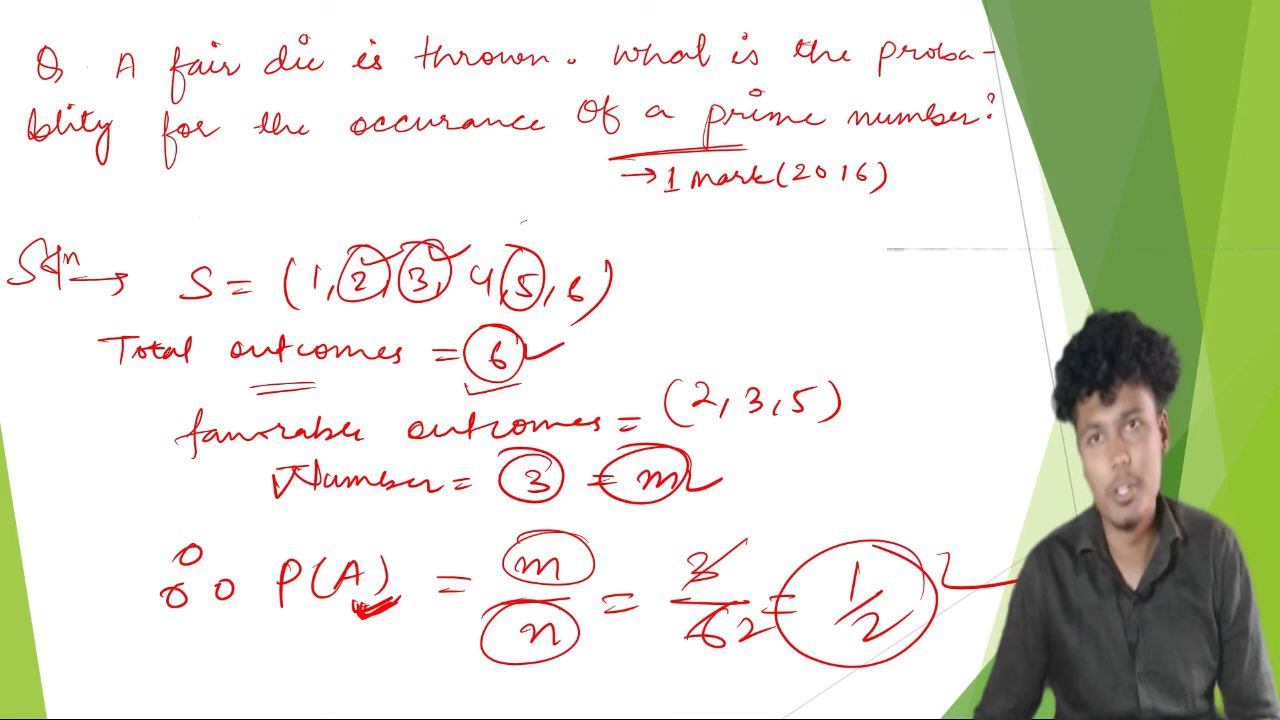 Q. A fair die is thrown. What is the proba-
blity for the occurance of a prime number?
→ 1 mark (2016)
Sol^n → S = (1, 2, 3, 4, 5, 6)
Total outcomes = 6
favorable outcomes = (2, 3, 5)
Number = 3 = m
∴ P(A) = m/n = 3/6 2 = 1/2